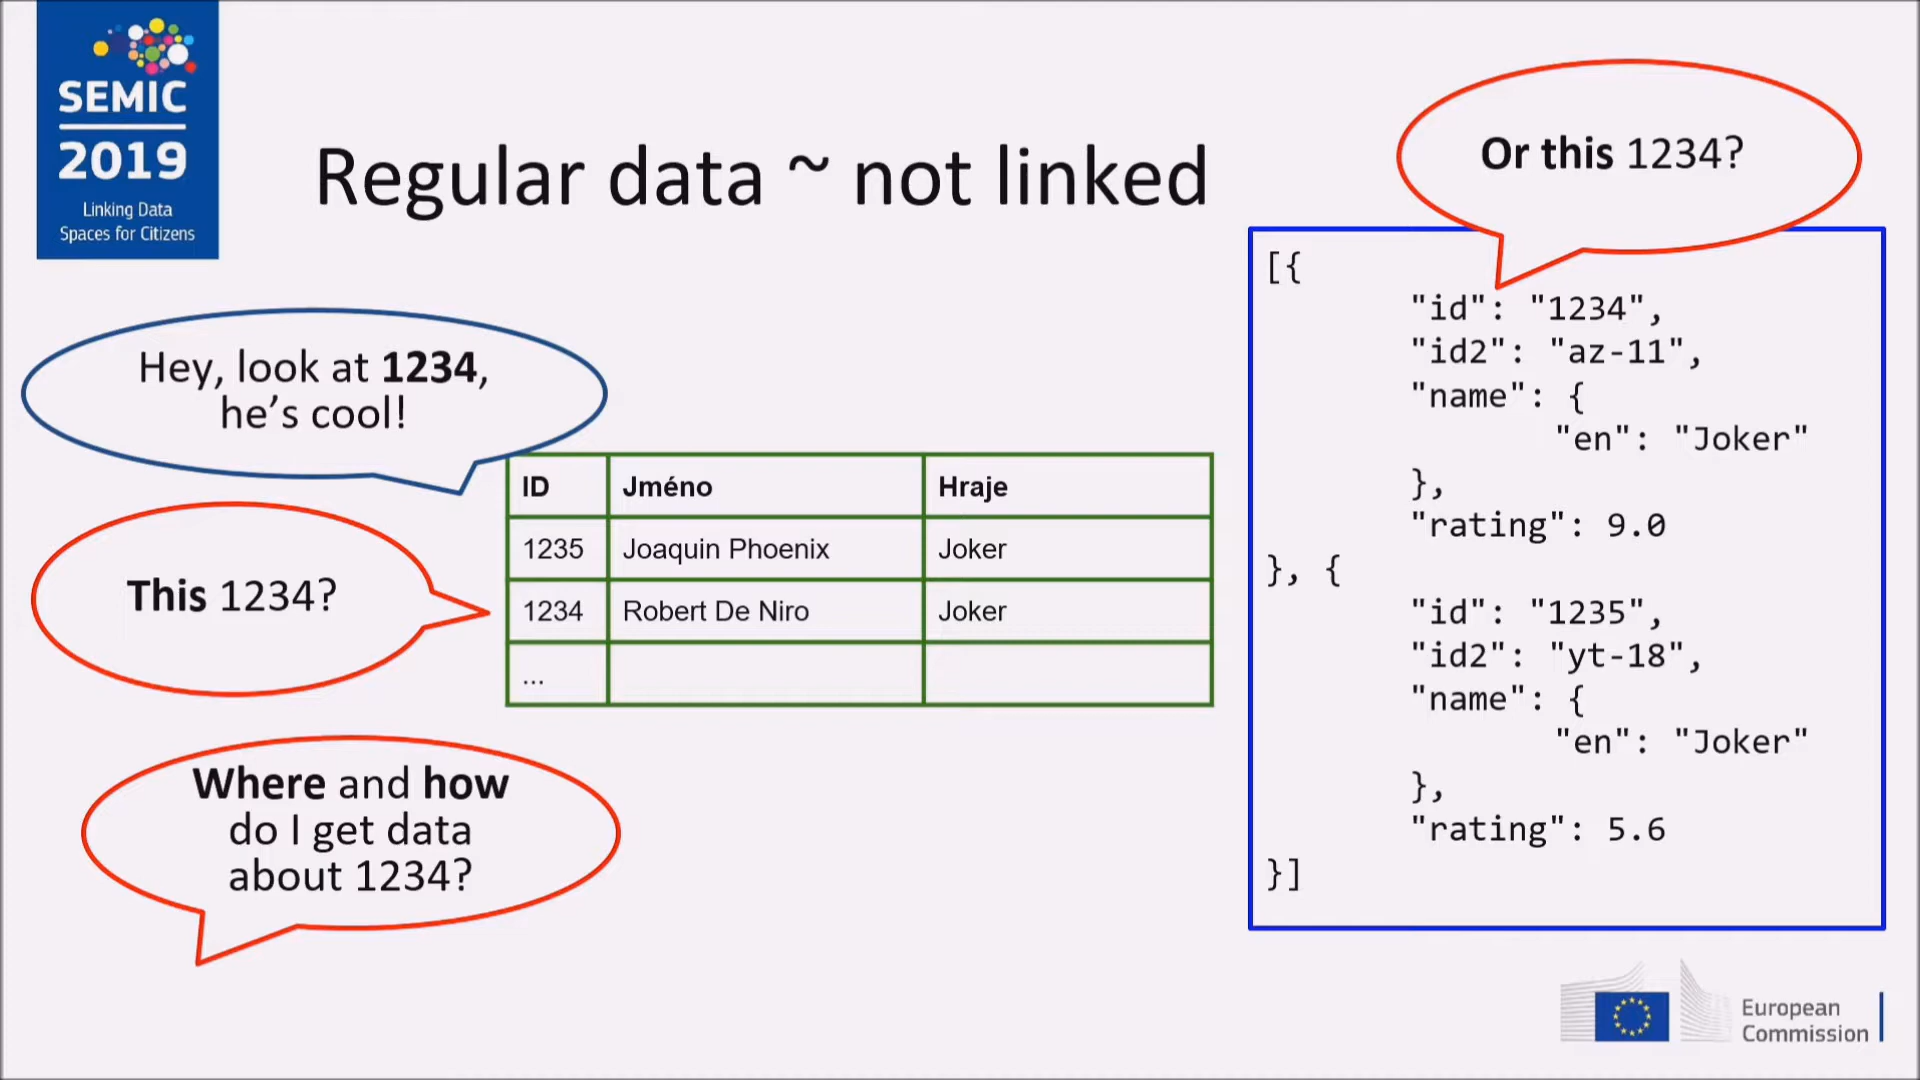 SEMIC
2019
Linking Data
Spaces for Citizens
Regular data ~ not linked
Or this 1234?
Hey, look at 1234,
he's cool!
This 1234?
Where and how
do I get data
about 1234?
ID Jméno Hraje
1235 Joaquin Phoenix Joker
1234 Robert De Niro Joker
...
[{
"id": "1234",
"id2": "az-11",
"name": {
"en": "Joker"
},
"rating": 9.0
}, {
"id": "1235",
"id2": "yt-18",
"name": {
"en": "Joker"
},
"rating": 5.6
}]
European
Commission